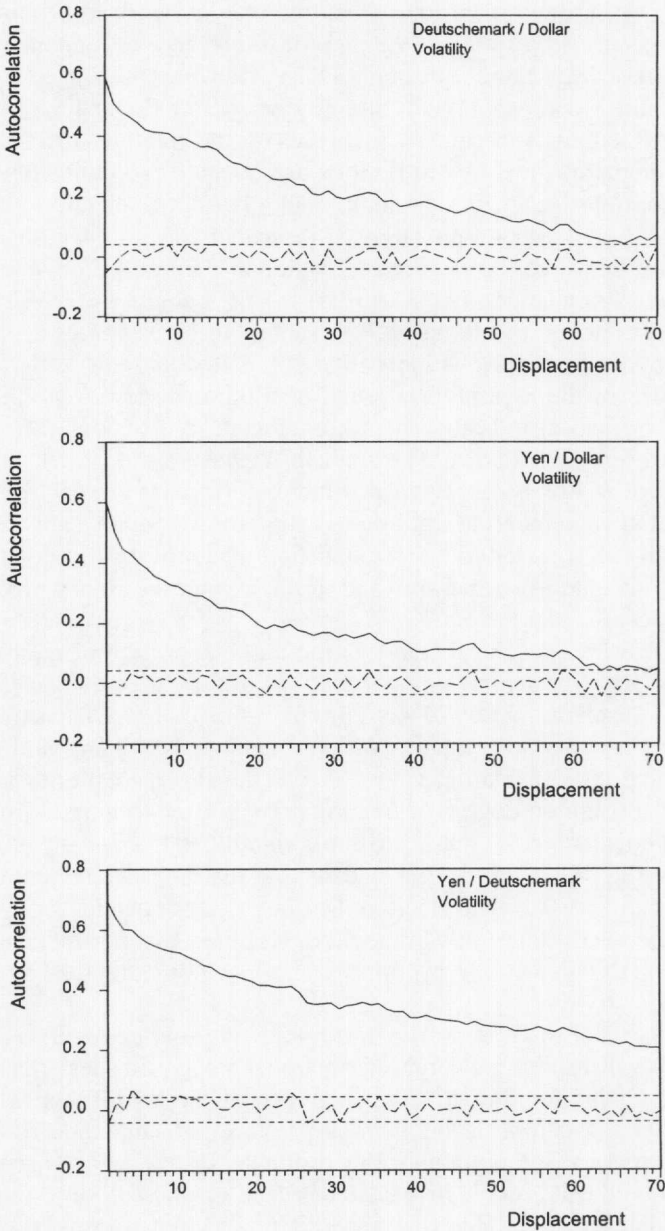 Deutschemark / Dollar
Volatility
Autocorrelation
0.8
0.6
0.4
0.2
0.0
-0.2
10 20 30 40 50 60 70
Displacement
Yen / Dollar
Volatility
Autocorrelation
0.8
0.6
0.4
0.2
0.0
-0.2
10 20 30 40 50 60 70
Displacement
Yen / Deutschemark
Volatility
Autocorrelation
0.8
0.6
0.4
0.2
0.0
-0.2
10 20 30 40 50 60 70
Displacement